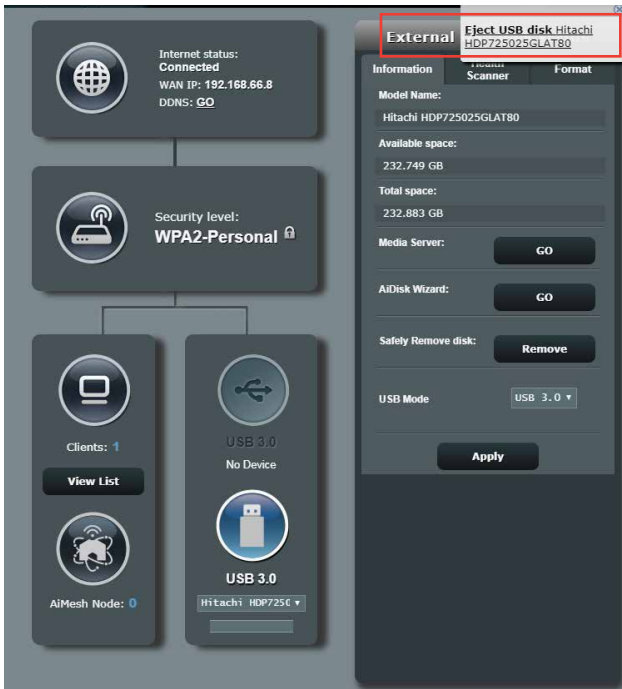 Internet status:
Connected
WAN IP: 192.168.66.8
DDNS: GO
Security level:
WPA2-Personal
Clients: 1
View List
AiMesh Node: 0
USB 3.0
No Device
USB 3.0
Hitachi HDP7250
External
Eject USB disk Hitachi
HDP725025GLAT80
Information
Health
Scanner
Format
Model Name:
Hitachi HDP725025GLAT80
Available space:
232.749 GB
Total space:
232.883 GB
Media Server:
GO
AiDisk Wizard:
GO
Safely Remove disk:
Remove
USB Mode
USB 3.0
Apply